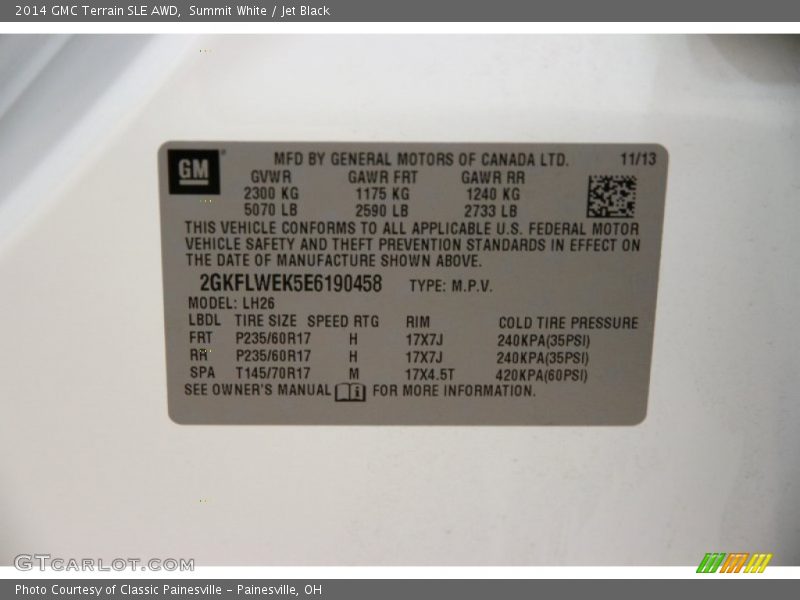 2014 GMC Terrain SLE AWD,  Summit White / Jet Black
GM
MFD BY GENERAL MOTORS OF CANADA LTD. 11/13
GVWR GAWR FRT GAWR RR
2300 KG 1175 KG 1240 KG
5070 LB 2590 LB 2733 LB
THIS VEHICLE CONFORMS TO ALL APPLICABLE U.S. FEDERAL MOTOR
VEHICLE SAFETY AND THEFT PREVENTION STANDARDS IN EFFECT ON
THE DATE OF MANUFACTURE SHOWN ABOVE.
2GKFLWEK5E6190458 TYPE: M.P.V.
MODEL: LH26
LBDL TIRE SIZE SPEED RTG RIM COLD TIRE PRESSURE
FRT P235/60R17 H 17X7J 240KPA(35PSI)
RR P235/60R17 H 17X7J 240KPA(35PSI)
SPA T145/70R17 M 17X4.5T 420KPA(60PSI)
SEE OWNER'S MANUAL FOR MORE INFORMATION.
GTCARLOT.COM
Photo Courtesy of Classic Painesville – Painesville, OH